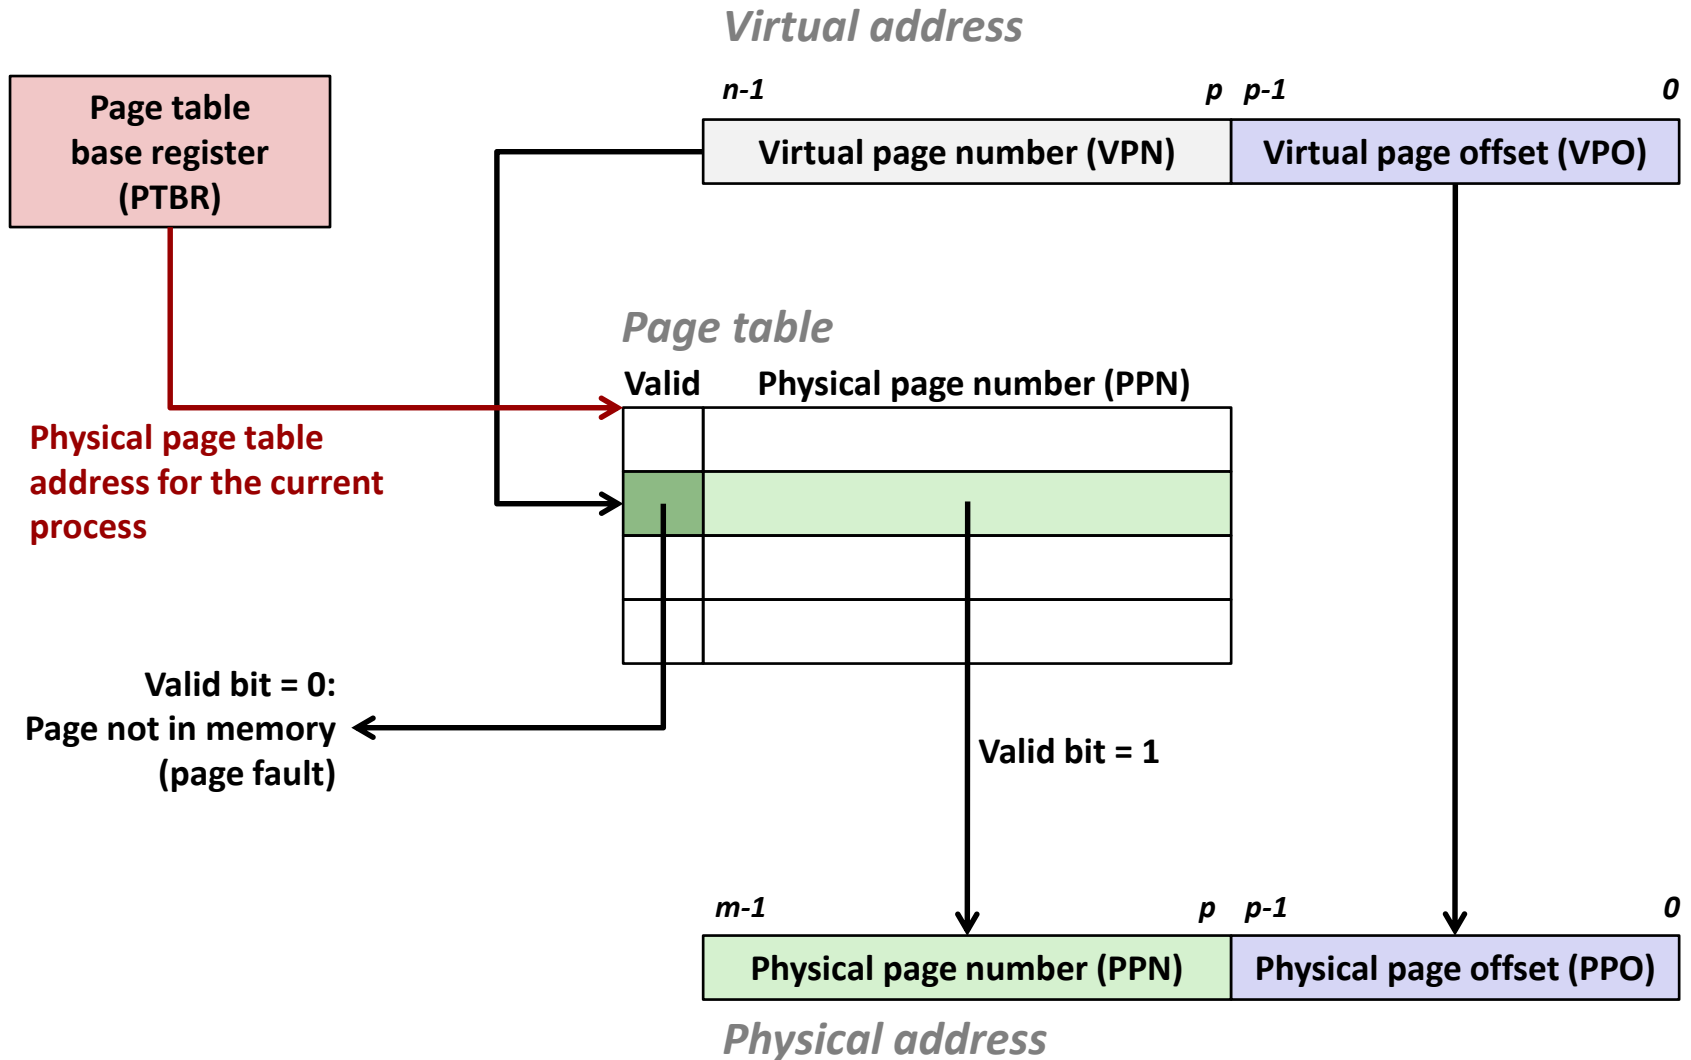 Virtual address
Page table
base register
(PTBR)
n-1
p
p-1
0
Virtual page number (VPN)
Virtual page offset (VPO)
Page table
Valid
Physical page number (PPN)
Physical page table
address for the current
process
Valid bit = 0:
Page not in memory
(page fault)
Valid bit = 1
m-1
p
p-1
0
Physical page number (PPN)
Physical page offset (PPO)
Physical address